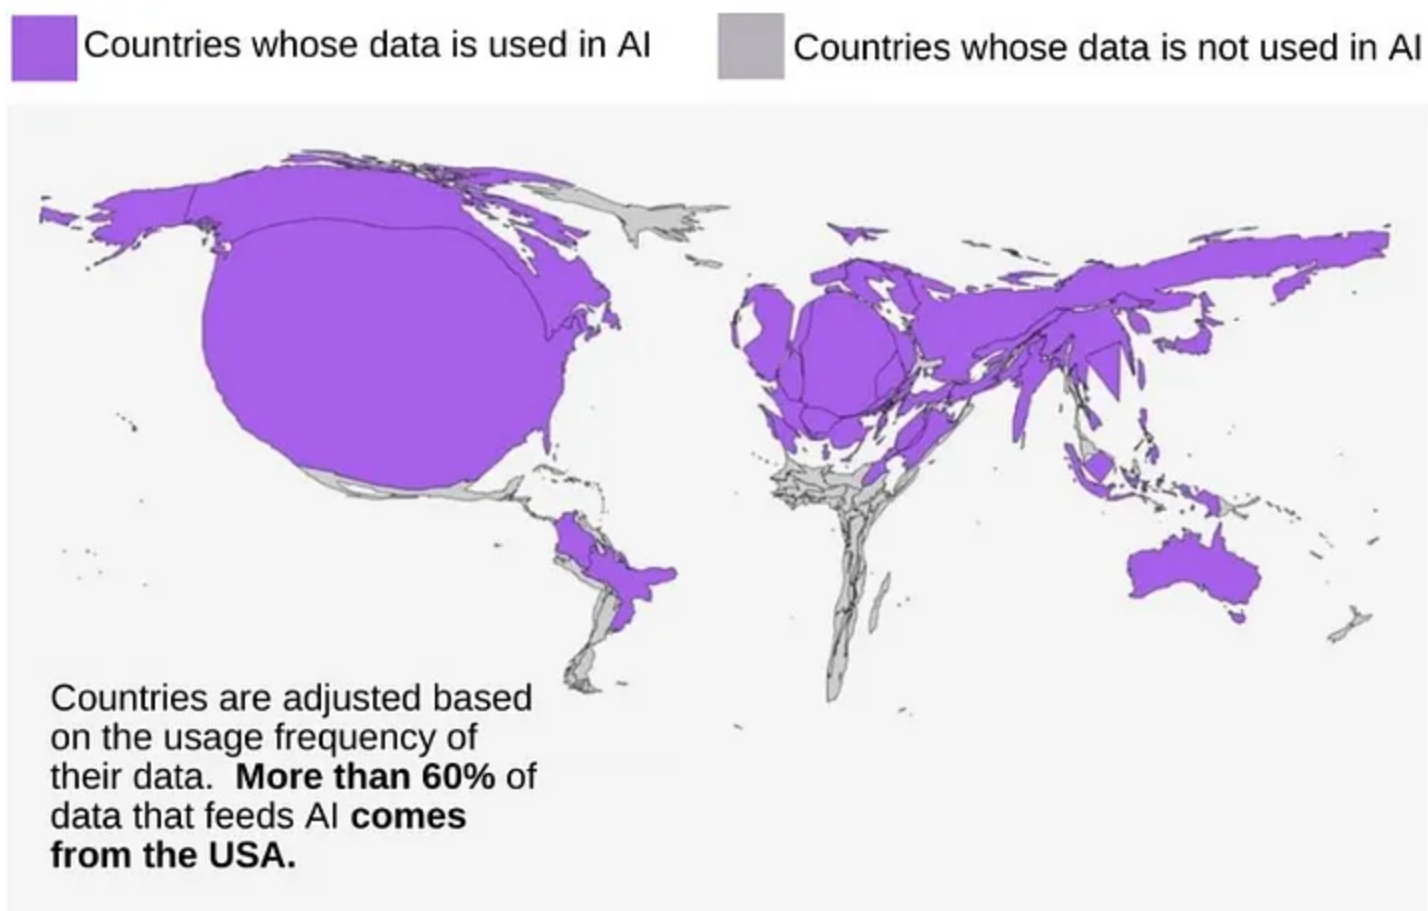 Countries whose data is used in AI
Countries whose data is not used in AI
Countries are adjusted based
on the usage frequency of
their data. More than 60% of
data that feeds AI comes
from the USA.